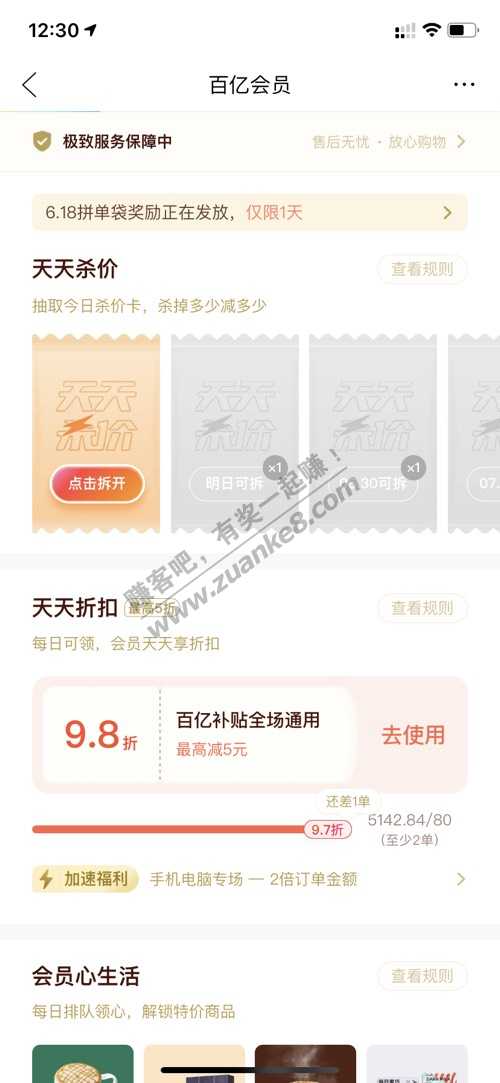 12:30
百亿会员
极致服务保障中
售后无忧 · 放心购物
6.18拼单袋奖励正在发放，仅限1天
天天杀价
查看规则
抽取今日杀价卡，杀掉多少减多少
天天
杀价
天天
杀价
天天
杀价
点击拆开
明日可拆
×1
.30可拆
×1
07.
赚客吧，有奖一起赚！
www.zuanke8.com
天天折扣
最高5折
查看规则
每日可领，会员天天享折扣
9.8折
百亿补贴全场通用
最高减5元
去使用
还差1单
9.7折
5142.84/80
(至少2单)
加速福利
手机电脑专场 — 2倍订单金额
会员心生活
查看规则
每日排队领心，解锁特价商品